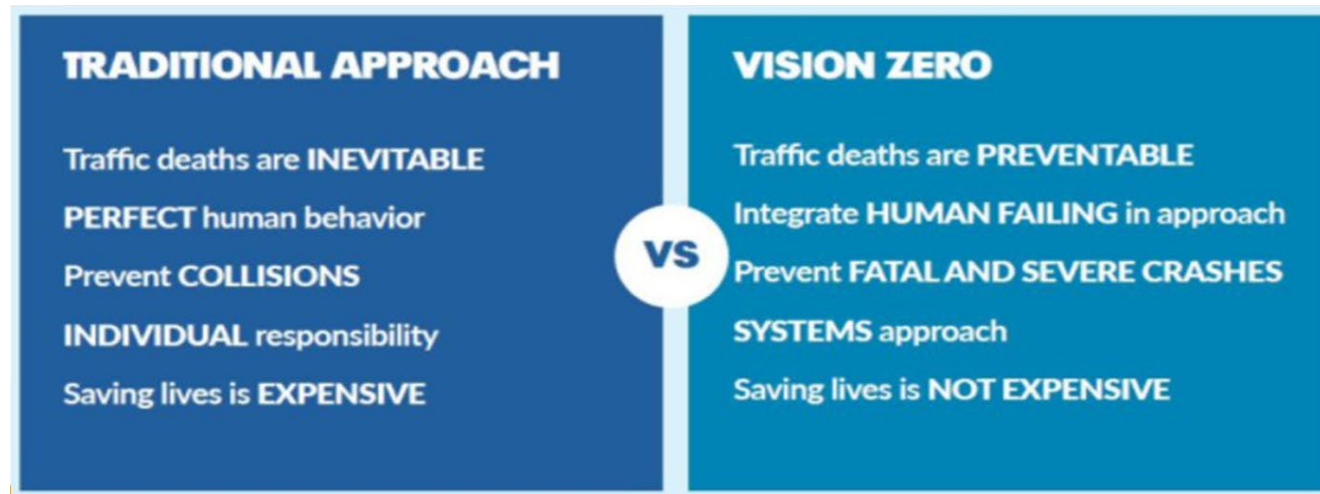 TRADITIONAL APPROACH
Traffic deaths are INEVITABLE
PERFECT human behavior
Prevent COLLISIONS
INDIVIDUAL responsibility
Saving lives is EXPENSIVE
VS
VISION ZERO
Traffic deaths are PREVENTABLE
Integrate HUMAN FAILING in approach
Prevent FATAL AND SEVERE CRASHES
SYSTEMS approach
Saving lives is NOT EXPENSIVE